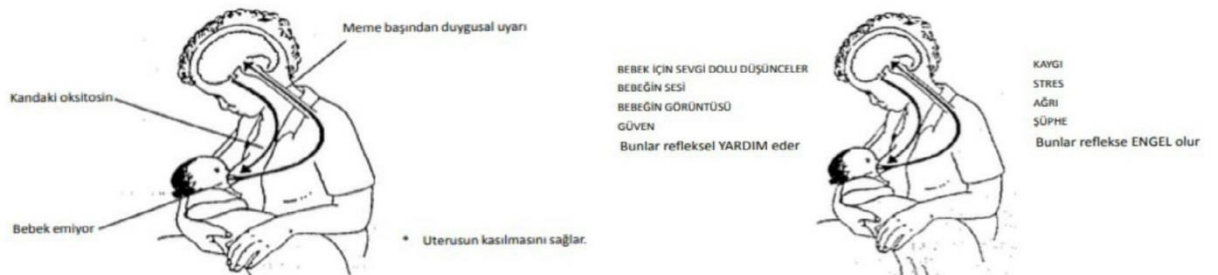 Meme başından duygusal uyarı
Kandaki oksitosin
Bebek emiyor
* Uterusun kasılmasını sağlar.
BEBEK İÇİN SEVGİ DOLU DÜŞÜNCELER
BEBEĞİN SESİ
BEBEĞİN GÖRÜNTÜSÜ
GÜVEN
Bunlar refleksel YARDIM eder
KAYGI
STRES
AĞRI
ŞÜPHE
Bunlar reflekse ENGEL olur